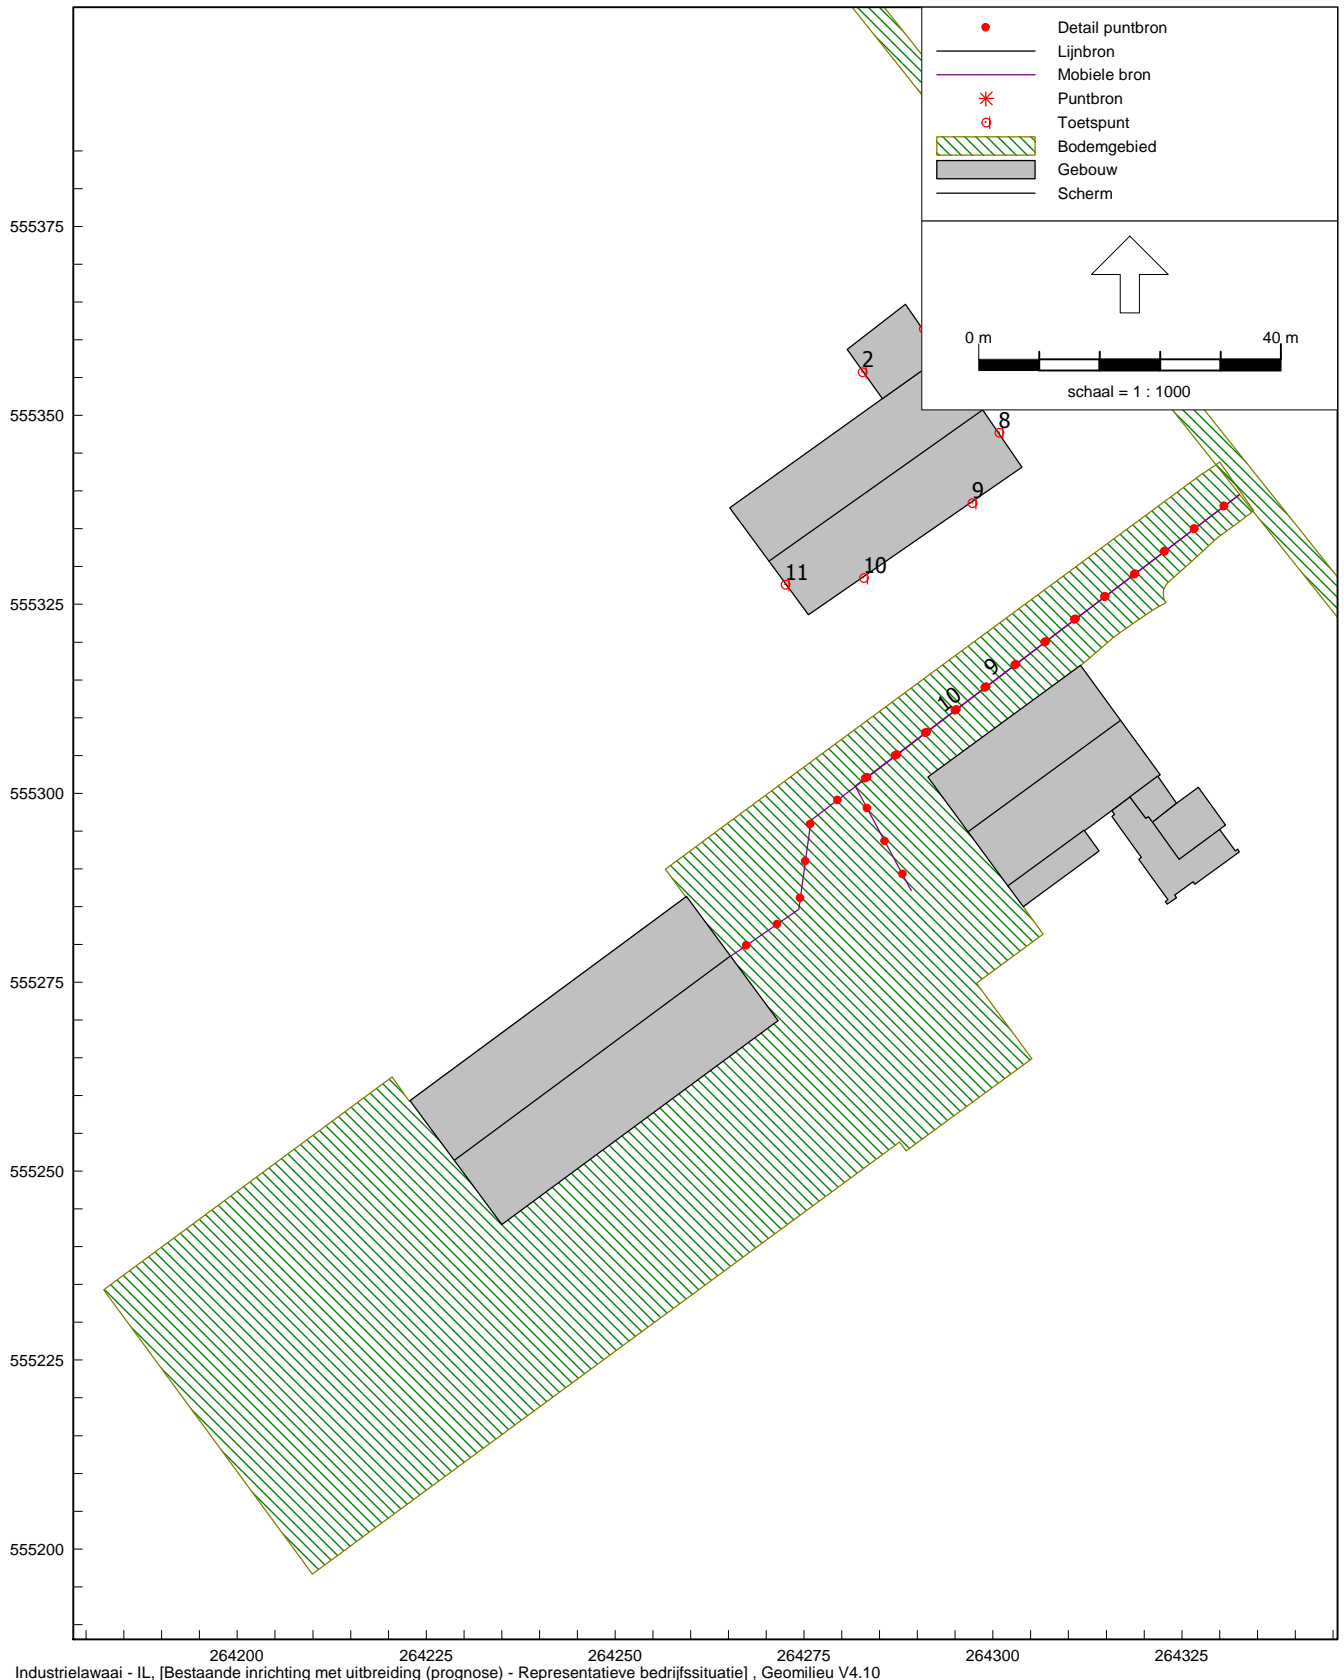 Detail puntbron
Lijnbron
Mobiele bron
Puntbron
Toetspunt
Bodemgebied
Gebouw
Scherm
0 m 40 m
schaal = 1 : 1000
555375
2
555350
8
9
10
11
555325
9
10
555300
555275
555250
555225
555200
264200 264225 264250 264275 264300 264325
Industrielawaai - IL, [Bestaande inrichting met uitbreiding (prognose) - Representatieve bedrijfssituatie] , Geomilieu V4.10